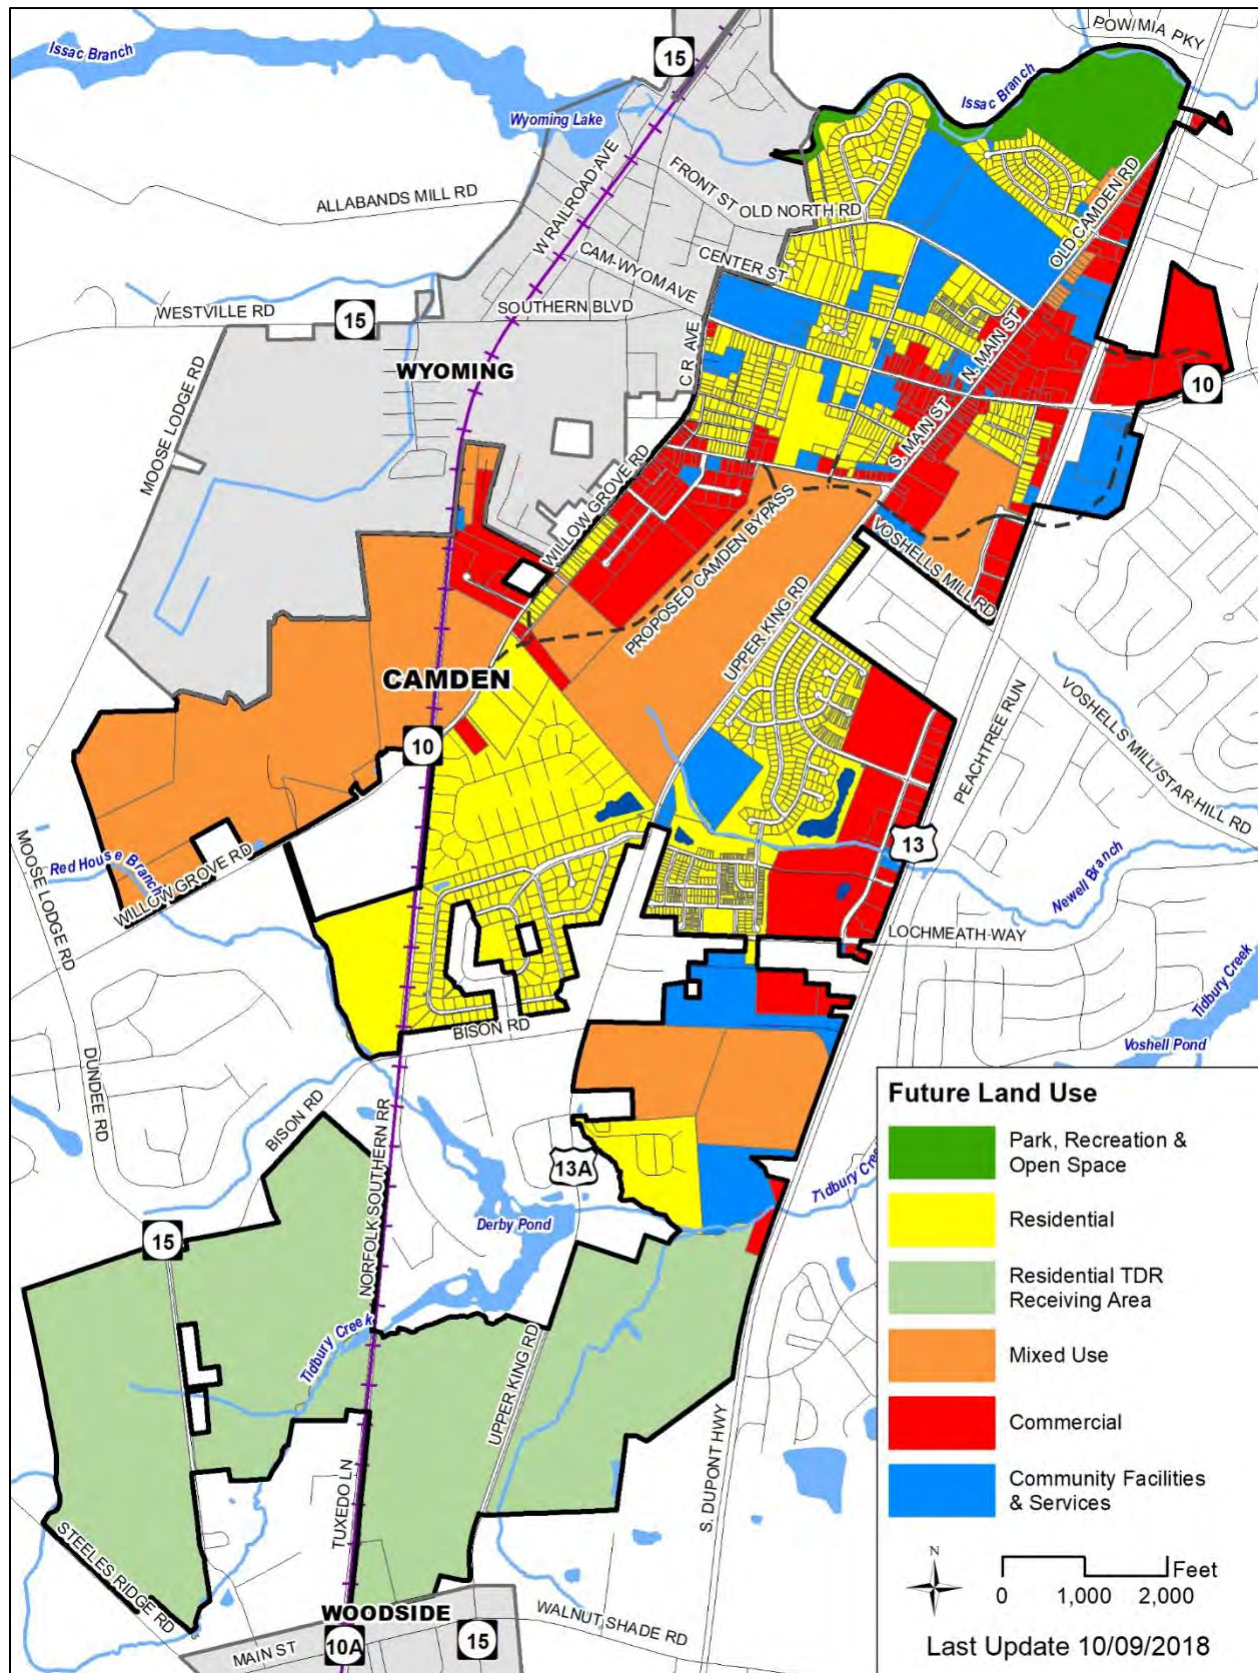 POW/MIA PKY
Issac Branch
15
Issac Branch
Wyoming Lake
W RAILROAD AVE
FRONT ST
ALLABANDS MILL RD
OLD NORTH RD
OLD CAMDEN RD
CENTER ST
CAM-WYOM AVE
WESTVILLE RD
15
SOUTHERN BLVD
C.R. AVE
N. MAIN ST
WYOMING
10
MOOSE LODGE RD
S. MAIN ST
WILLOW GROVE RD
PROPOSED CAMDEN BYPASS
VOSHELLS MILL RD
UPPER KING RD
CAMDEN
10
PEACHTREE RUN
VOSHELLS MILL/STAR HILL RD
13
MOOSE LODGE RD
Red House Branch
WILLOW GROVE RD
Newell Branch
LOCHMEATH WAY
Tidbury Creek
BISON RD
Voshell Pond
DUNDEE RD
BISON RD
NORFOLK SOUTHERN RR
13A
Tidbury Creek
Derby Pond
15
Tidbury Creek
UPPER KING RD
TUXEDO LN
S. DUPONT HWY
STEELES RIDGE RD
WOODSIDE
WALNUT SHADE RD
MAIN ST
10A
15
Future Land Use
Park, Recreation &
Open Space
Residential
Residential TDR
Receiving Area
Mixed Use
Commercial
Community Facilities
& Services
N
Feet
0 1,000 2,000
Last Update 10/09/2018